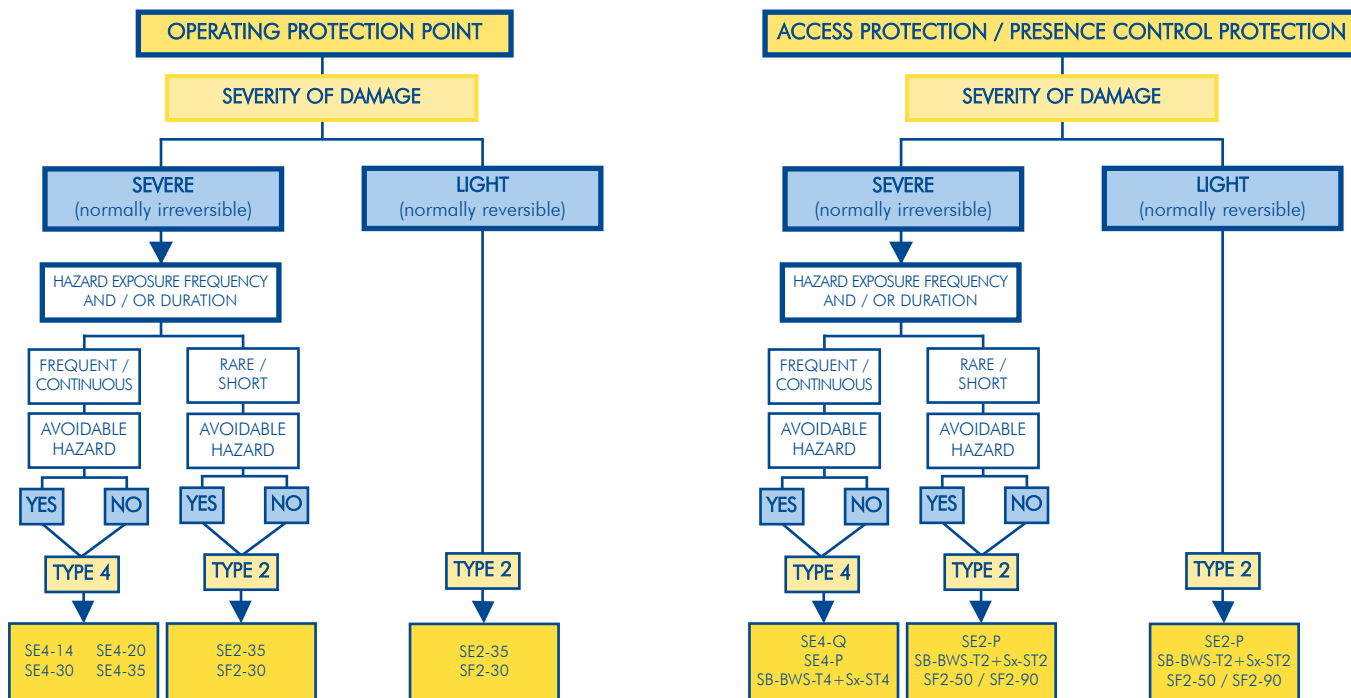 OPERATING PROTECTION POINT
SEVERITY OF DAMAGE
SEVERE
(normally irreversible)
LIGHT
(normally reversible)
HAZARD EXPOSURE FREQUENCY
AND / OR DURATION
FREQUENT /
CONTINUOUS
RARE /
SHORT
AVOIDABLE
HAZARD
AVOIDABLE
HAZARD
YES
NO
YES
NO
TYPE 4
TYPE 2
TYPE 2
SE4-14 SE4-20
SE4-30 SE4-35
SE2-35
SF2-30
SE2-35
SF2-30
ACCESS PROTECTION / PRESENCE CONTROL PROTECTION
SEVERITY OF DAMAGE
SEVERE
(normally irreversible)
LIGHT
(normally reversible)
HAZARD EXPOSURE FREQUENCY
AND / OR DURATION
FREQUENT /
CONTINUOUS
RARE /
SHORT
AVOIDABLE
HAZARD
AVOIDABLE
HAZARD
YES
NO
YES
NO
TYPE 4
TYPE 2
TYPE 2
SE4-Q
SE4-P
SB-BWS-T4+Sx-ST4
SE2-P
SB-BWS-T2+Sx-ST2
SF2-50 / SF2-90
SE2-P
SB-BWS-T2+Sx-ST2
SF2-50 / SF2-90